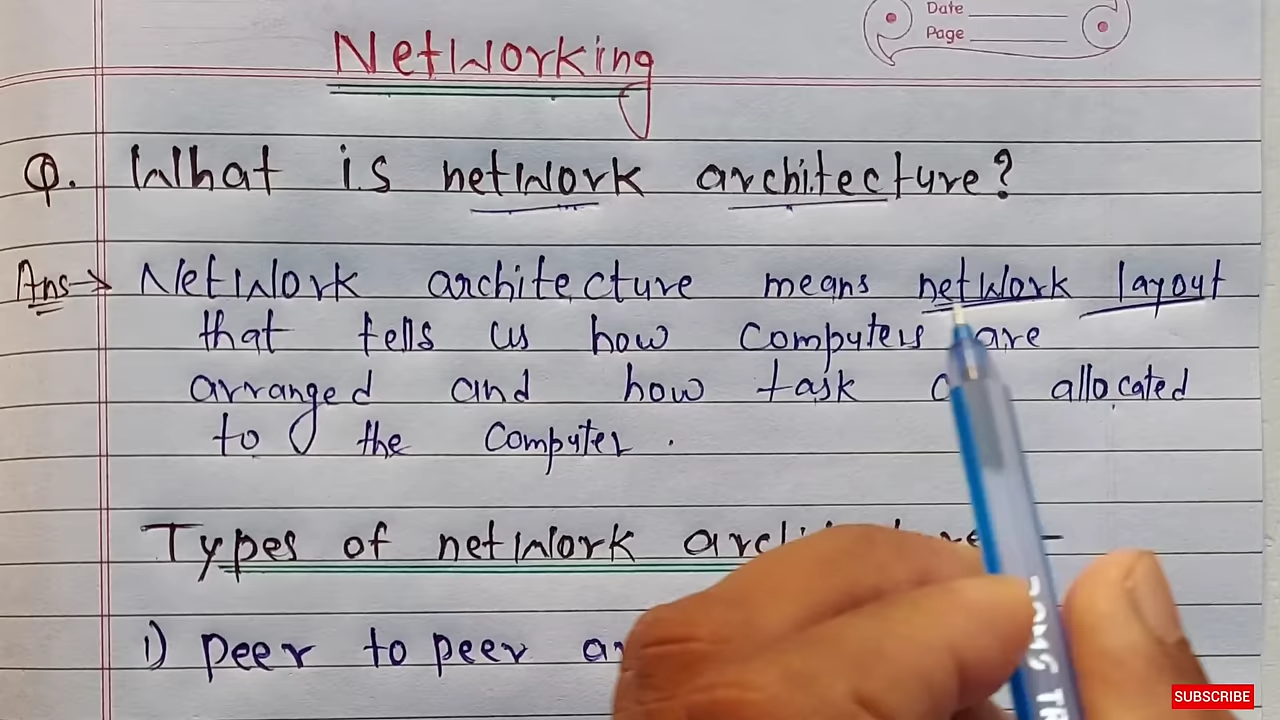 Date
Page
Networking
Q. What is network architecture?
Ans→ Network architecture means network layout
that tells us how computers are
arranged and how task allocated
to the computer.
Types of network
1) peer to peer
SUBSCRIBE